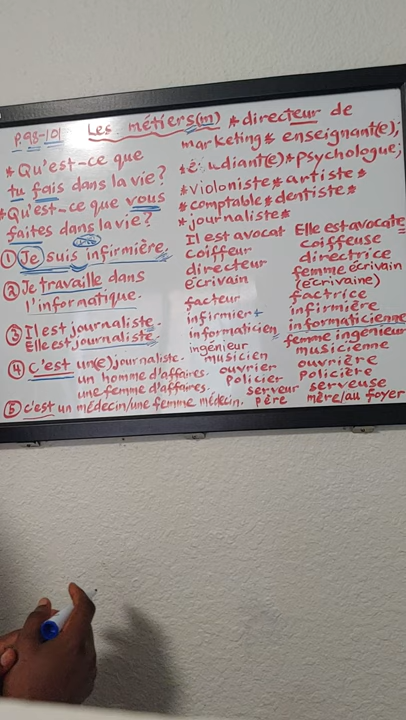 P.98-101 Les métiers(m) * directeur de
marketing * enseignant(e);
* Qu'est-ce que
tu fais dans la vie?
étudiant(e) * psychologue;
* violoniste * artiste *
* Qu'est-ce que vous
faites dans la vie?
* comptable * dentiste *
* journaliste *
① Je suis infirmière.
② Je travaille dans
l'informatique.
③ Il est journaliste.
Elle est journaliste.
④ c'est un(e) journaliste.
un homme d'affaires.
une femme d'affaires.
⑤ c'est un médecin/une femme médecin.
Il est avocat Elle est avocate
coiffeur coiffeuse
directeur directrice
écrivain femme écrivain
(écrivaine)
facteur factrice
infirmier infirmière
informaticien informaticienne
ingénieur femme ingénieur
musicien musicienne
ouvrier ouvrière
policier policière
serveur serveuse
père mère/au foyer